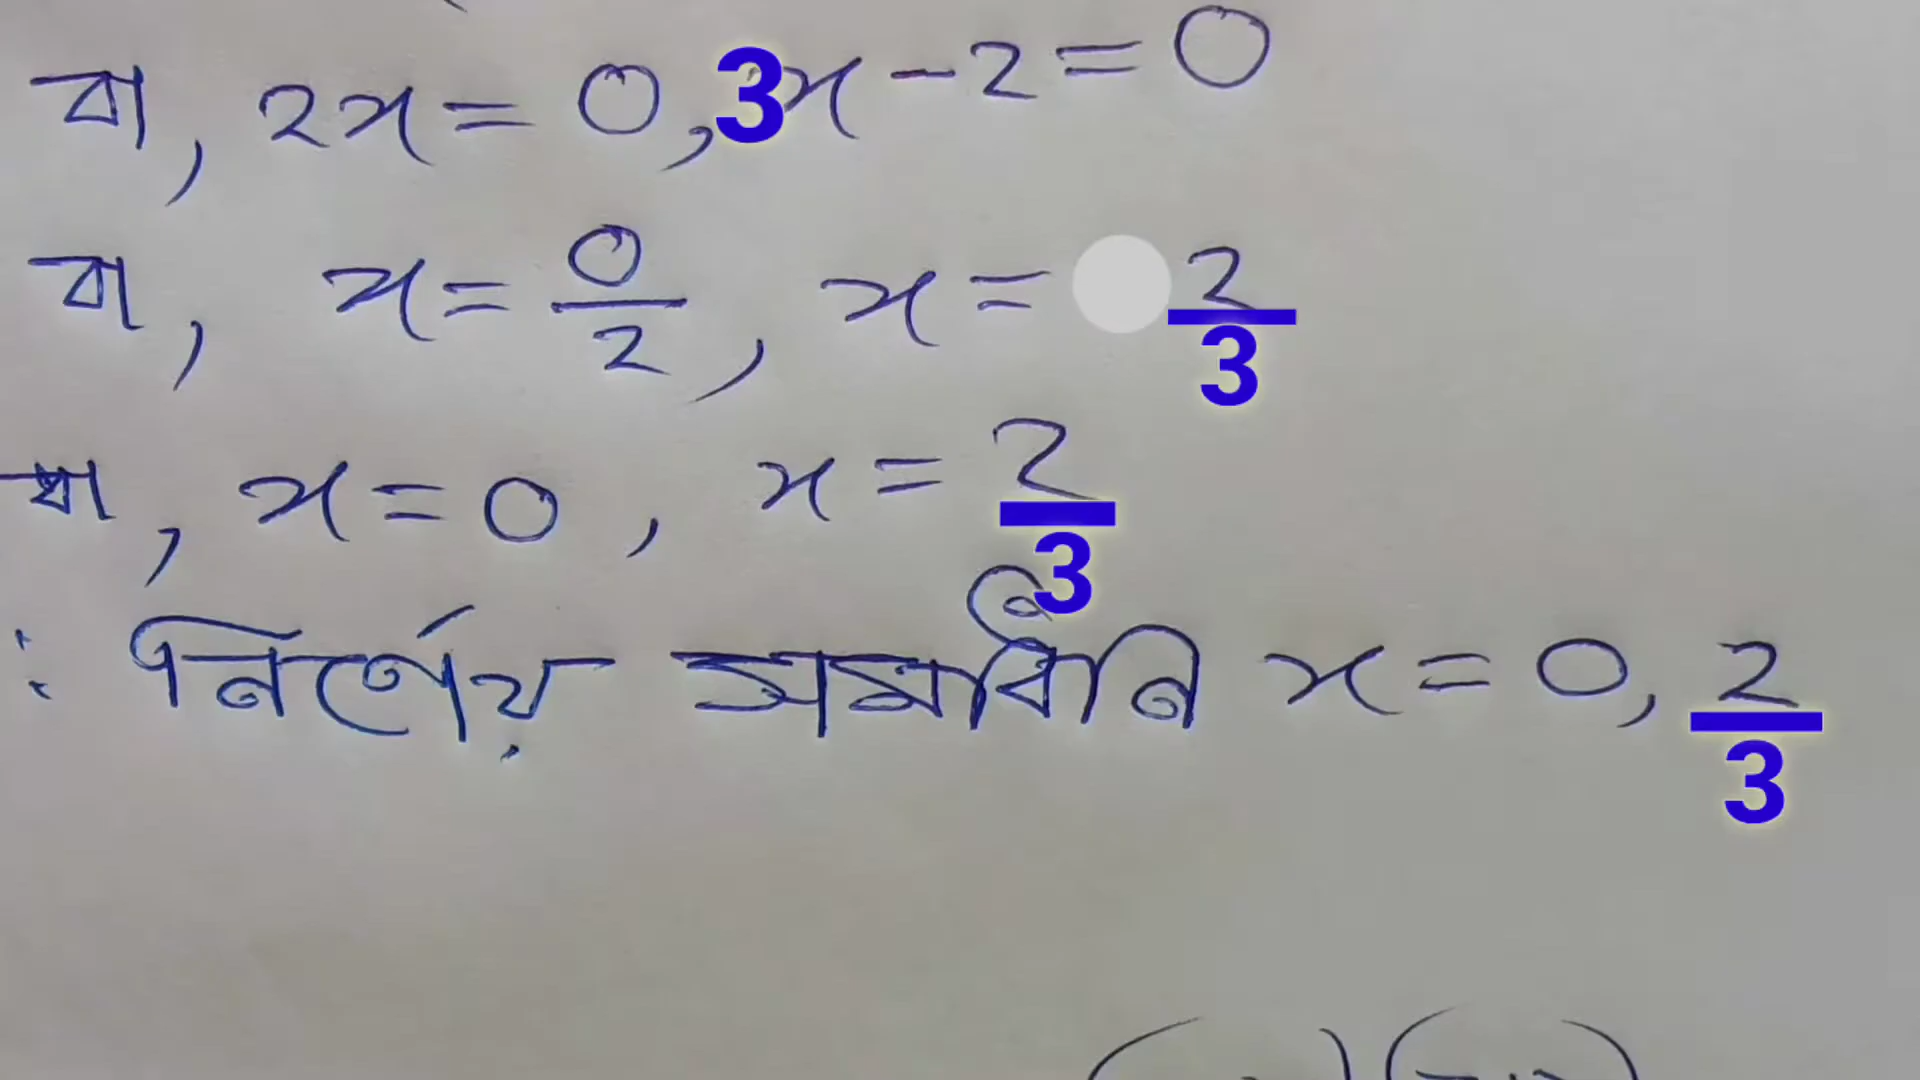 বা, 2x = 0, 3x - 2 = 0
বা, x = 0/2, x = 2/3
বা, x = 0, x = 2/3
∴ নির্ণেয় সমাধান x = 0, 2/3